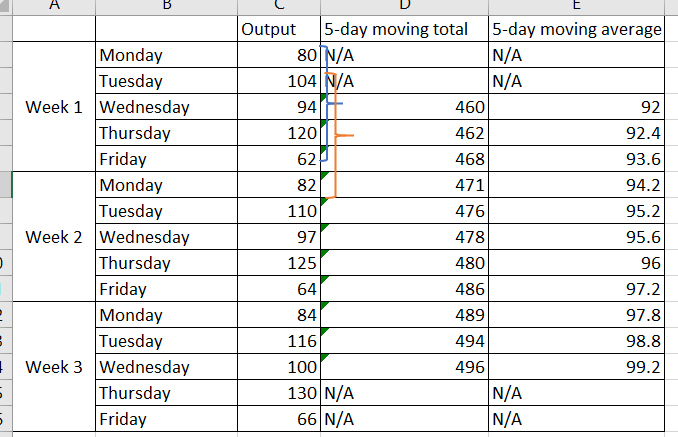 A B C D E
Output 5-day moving total 5-day moving average
Monday 80 N/A N/A
Tuesday 104 N/A N/A
Week 1 Wednesday 94 460 92
Thursday 120 462 92.4
Friday 62 468 93.6
Monday 82 471 94.2
Tuesday 110 476 95.2
Week 2 Wednesday 97 478 95.6
Thursday 125 480 96
Friday 64 486 97.2
Monday 84 489 97.8
Tuesday 116 494 98.8
Week 3 Wednesday 100 496 99.2
Thursday 130 N/A N/A
Friday 66 N/A N/A